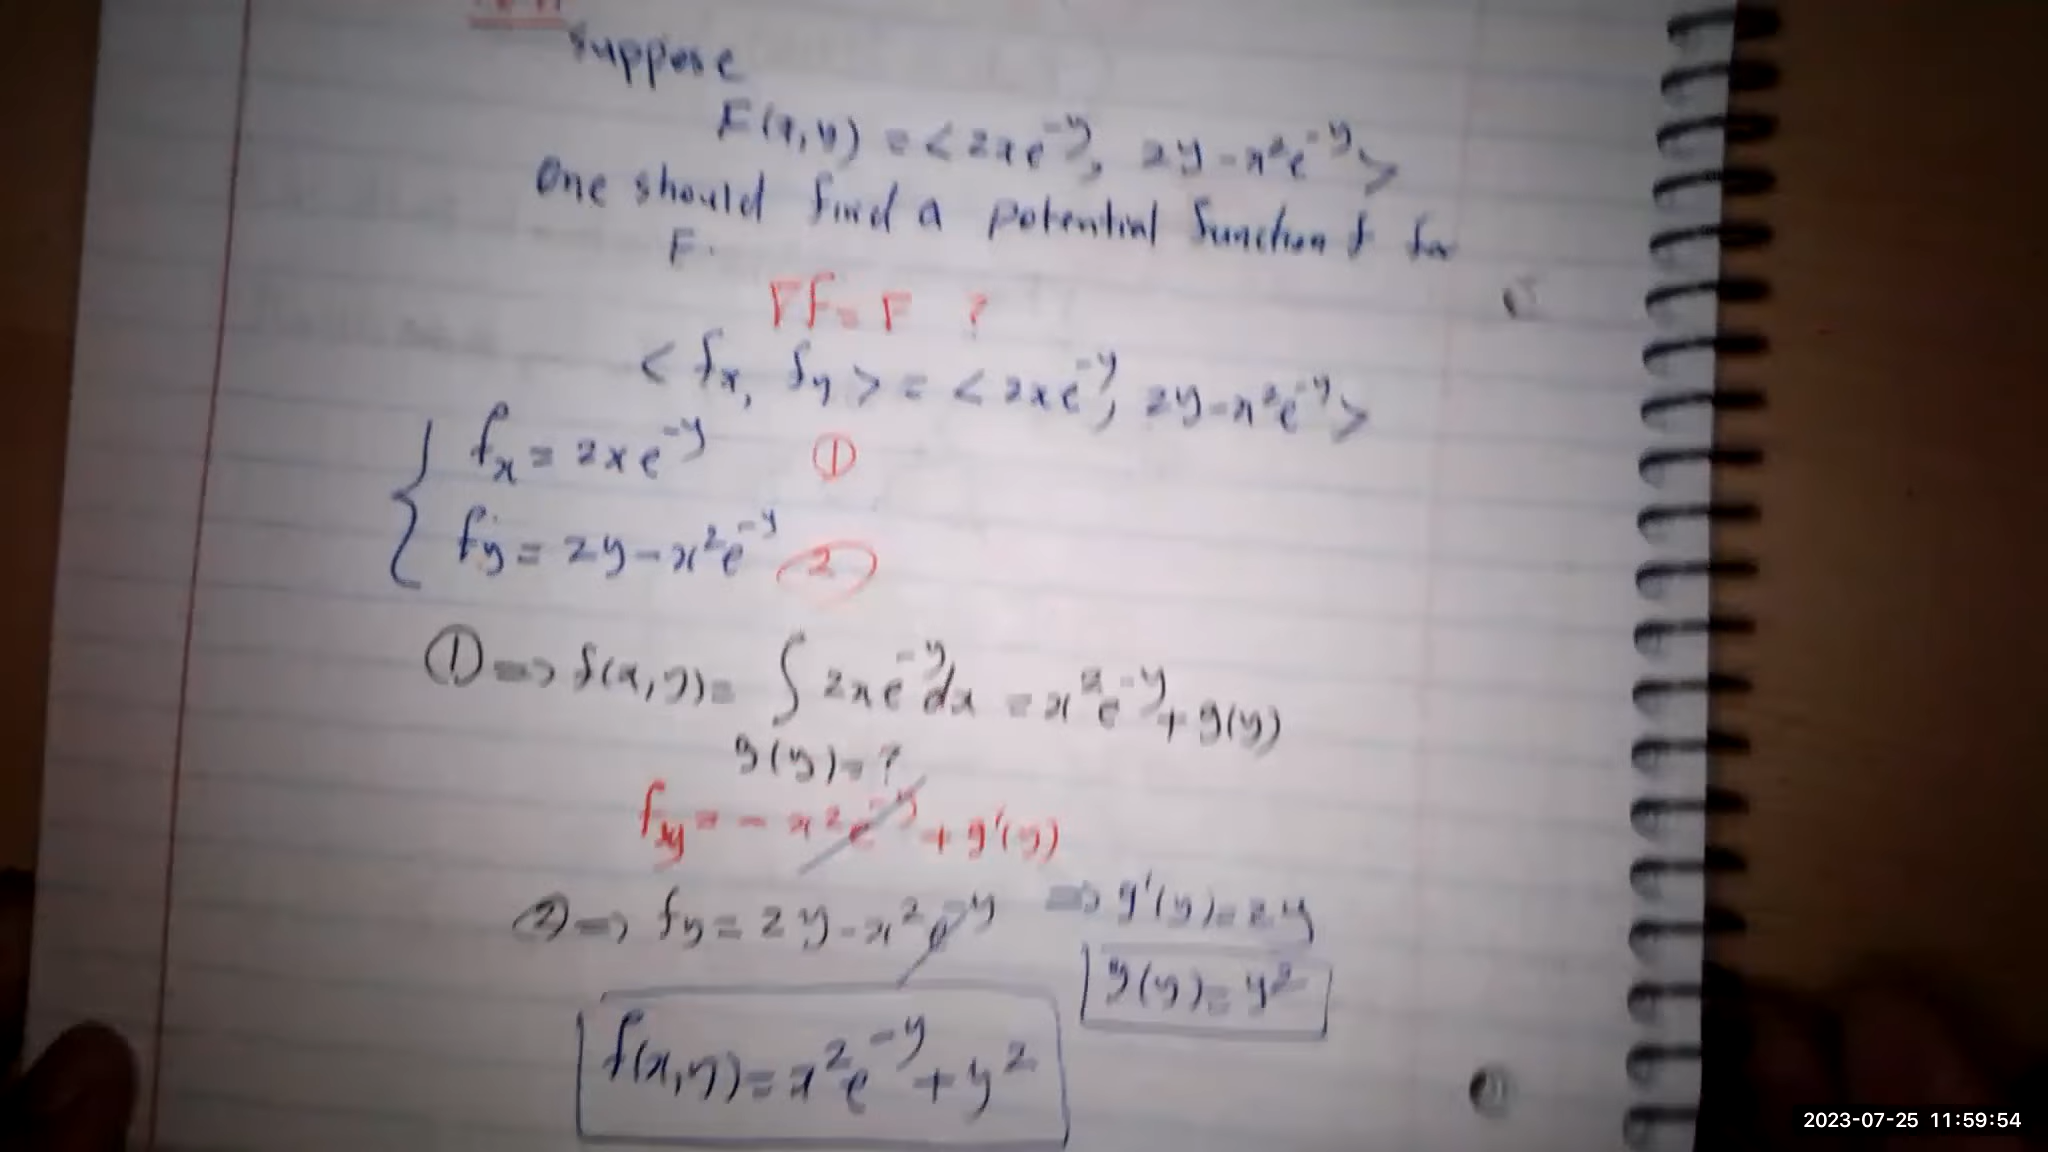 Suppose
F(x,y) = <2xe^-y, 2y-x²e^-y>
One should find a potential function f for
F.
∇f = F ?
<fx, fy> = <2xe^-y, 2y-x²e^-y>
fx = 2xe^-y ①
fy = 2y-x²e^-y ②
① => f(x,y) = ∫ 2xe^-y dx = x²e^-y + g(y)
g(y) = ?
fy = - x²e^-y + g'(y)
② => fy = 2y-x²e^-y => g'(y) = 2y
g(y) = y²
f(x,y) = x²e^-y + y²
2023-07-25 11:59:54